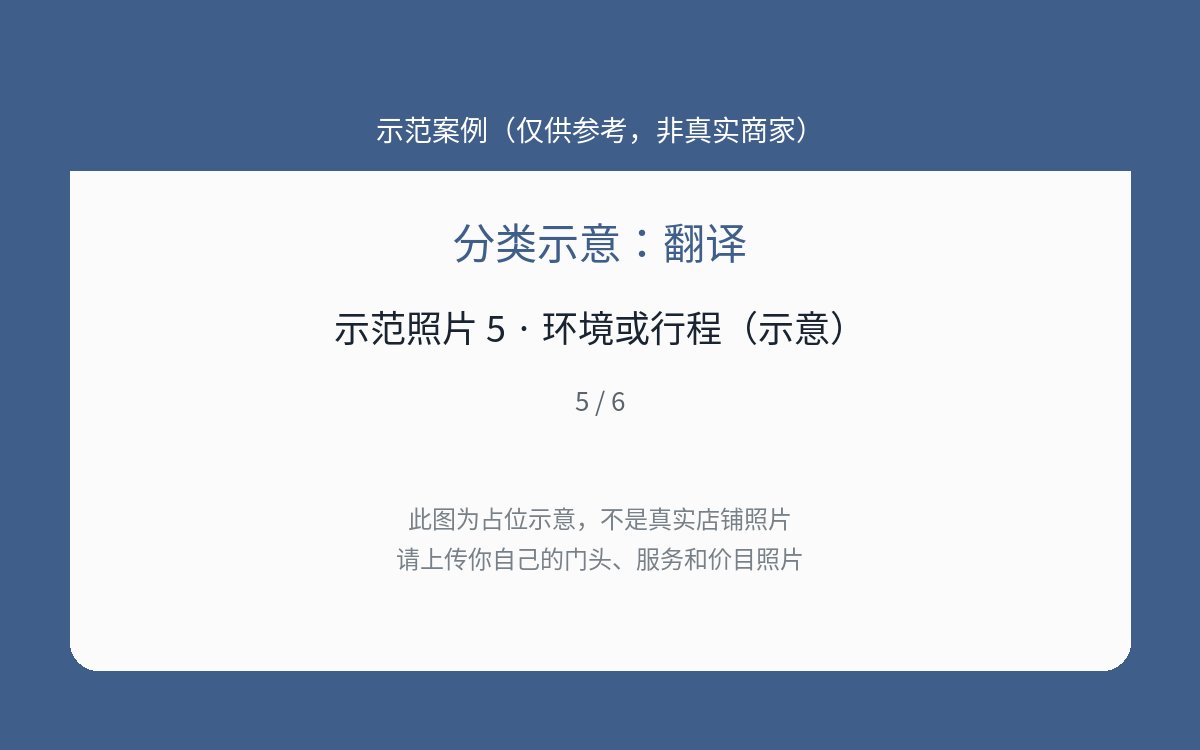 示范案例（仅供参考，非真实商家）
分类示意：翻译
示范照片 5 · 环境或行程（示意）
5 / 6
此图为占位示意，不是真实店铺照片
请上传你自己的门头、服务和价目照片